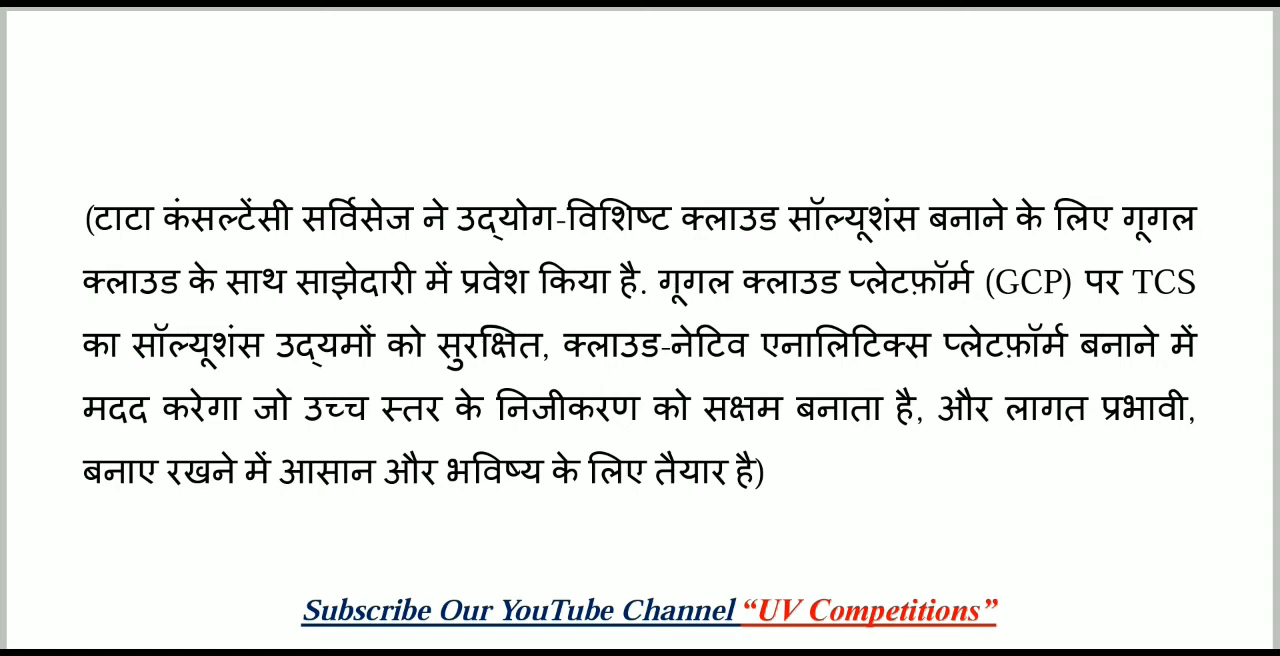 (टाटा कंसल्टेंसी सर्विसेज ने उद्योग-विशिष्ट क्लाउड सॉल्यूशंस बनाने के लिए गूगल
क्लाउड के साथ साझेदारी में प्रवेश किया है. गूगल क्लाउड प्लेटफ़ॉर्म (GCP) पर TCS
का सॉल्यूशंस उद्यमों को सुरक्षित, क्लाउड-नेटिव एनालिटिक्स प्लेटफ़ॉर्म बनाने में
मदद करेगा जो उच्च स्तर के निजीकरण को सक्षम बनाता है, और लागत प्रभावी,
बनाए रखने में आसान और भविष्य के लिए तैयार है)
Subscribe Our YouTube Channel “UV Competitions”